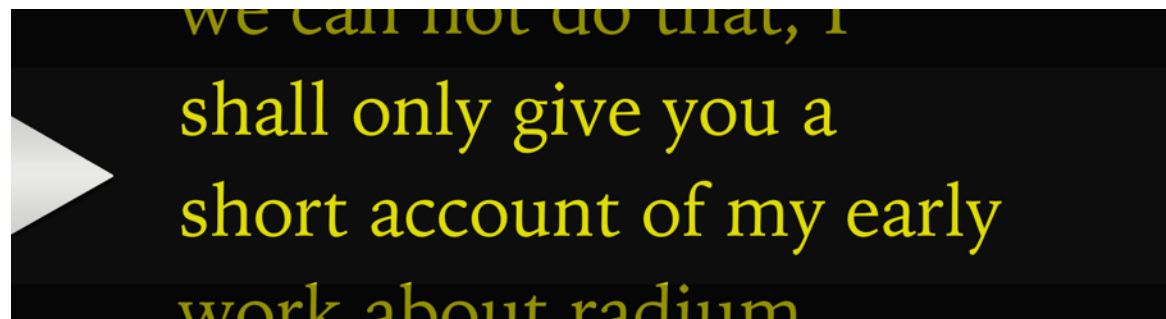 we can not do that, I
shall only give you a
short account of my early
work about radium